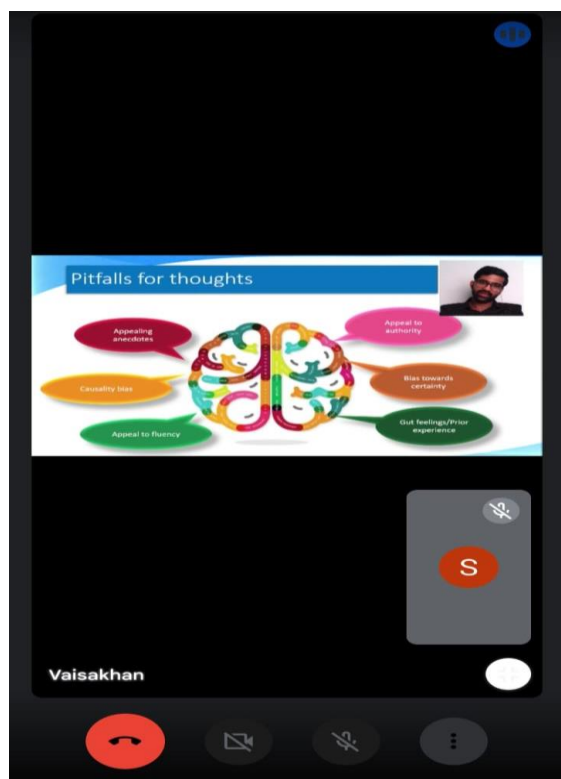 Pitfalls for thoughts
Appealing
anecdotes
Appeal to
authority
Causality bias
Bias towards
certainty
Appeal to fluency
Gut feelings/Prior
experience
S
Vaisakhan